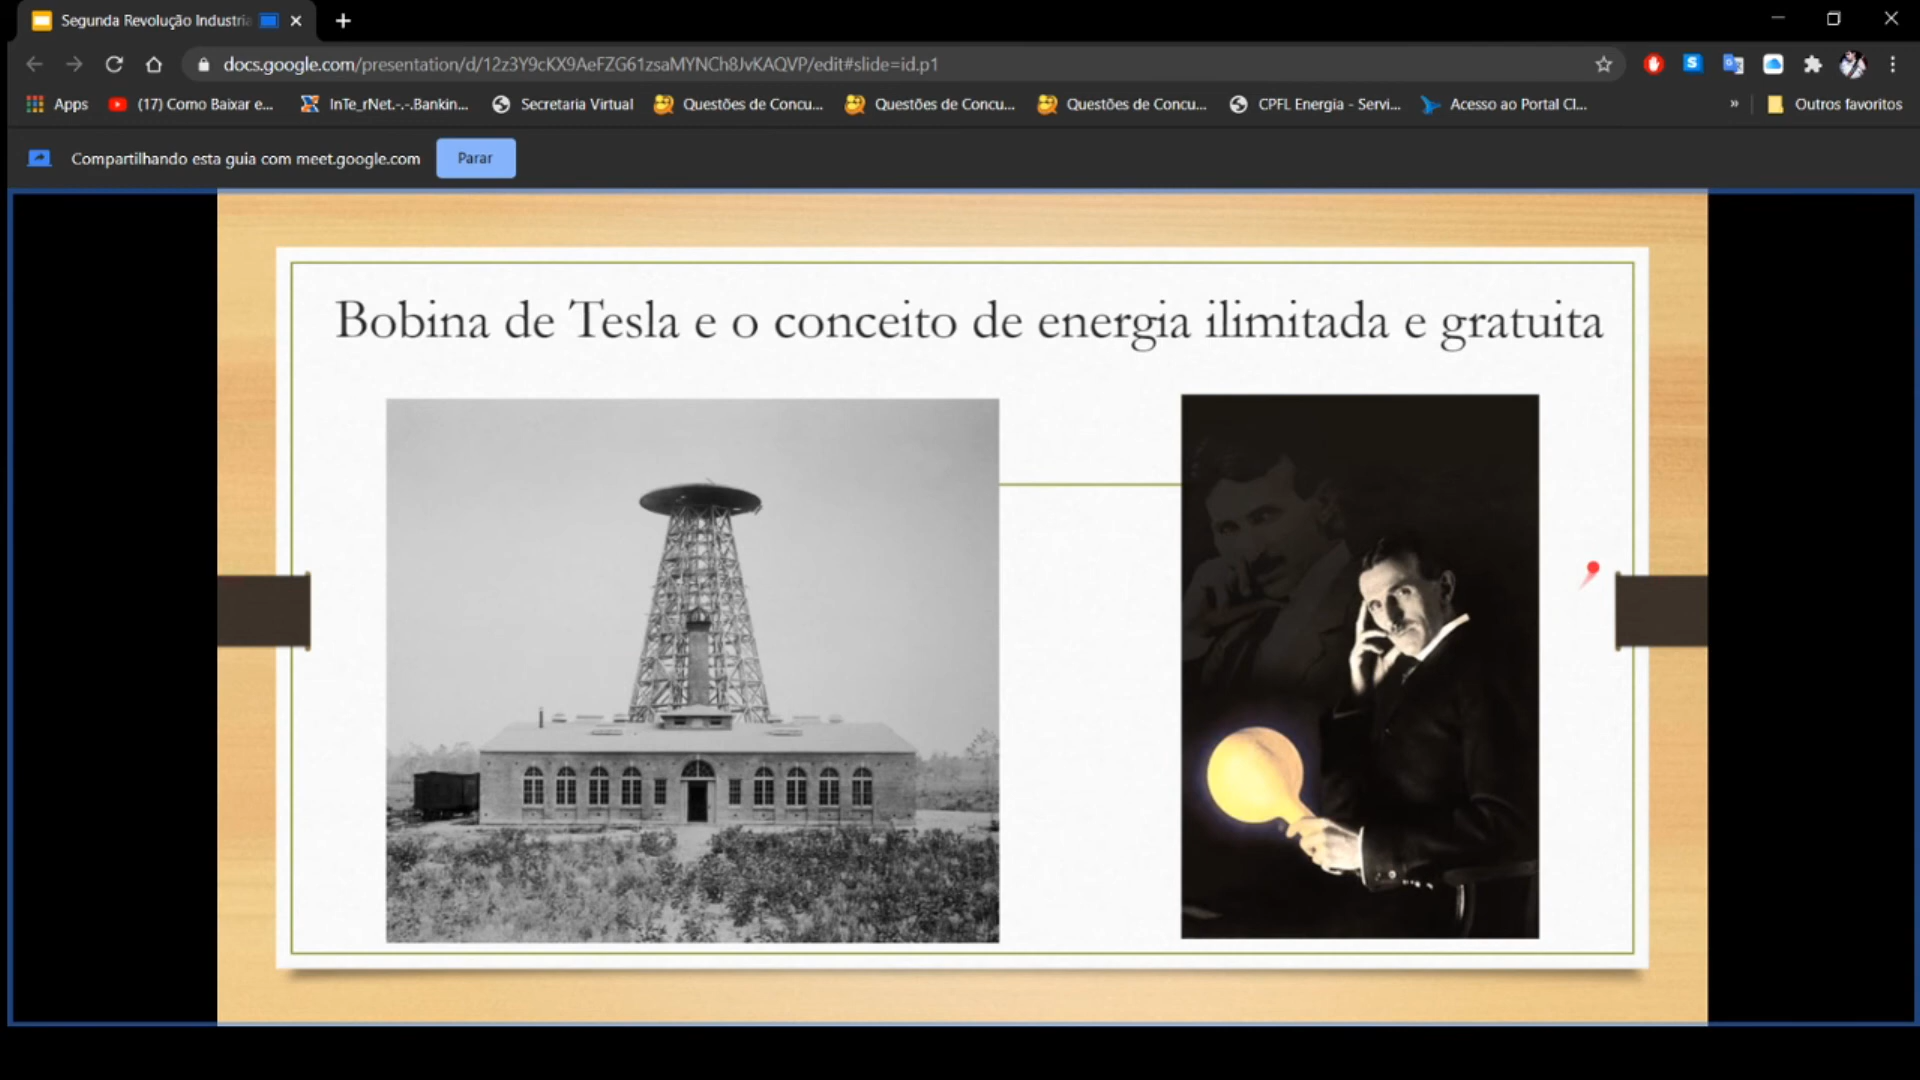 Segunda Revolução Industria
docs.google.com/presentation/d/12z3Y9cKX9AeFZG61zsaMYNCh8JvKAQVP/edit#slide=id.p1
Apps
(17) Como Baixar e...
InTe_rNet.-.-.Bankin...
Secretaria Virtual
Questões de Concu...
Questões de Concu...
Questões de Concu...
CPFL Energia - Servi...
Acesso ao Portal Cl...
»
Outros favoritos
Compartilhando esta guia com meet.google.com
Parar
Bobina de Tesla e o conceito de energia ilimitada e gratuita